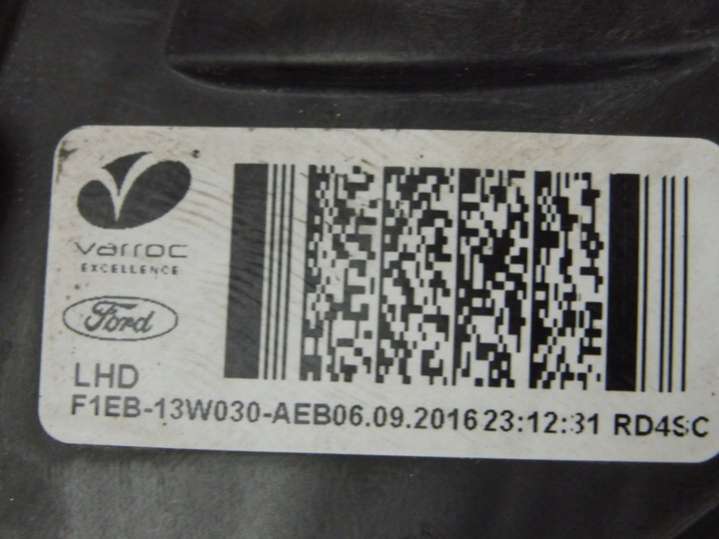 varroc
EXCELLENCE
Ford
LHD
F1EB-13W030-AEB06.09.2016 23:12:31 RD4SC